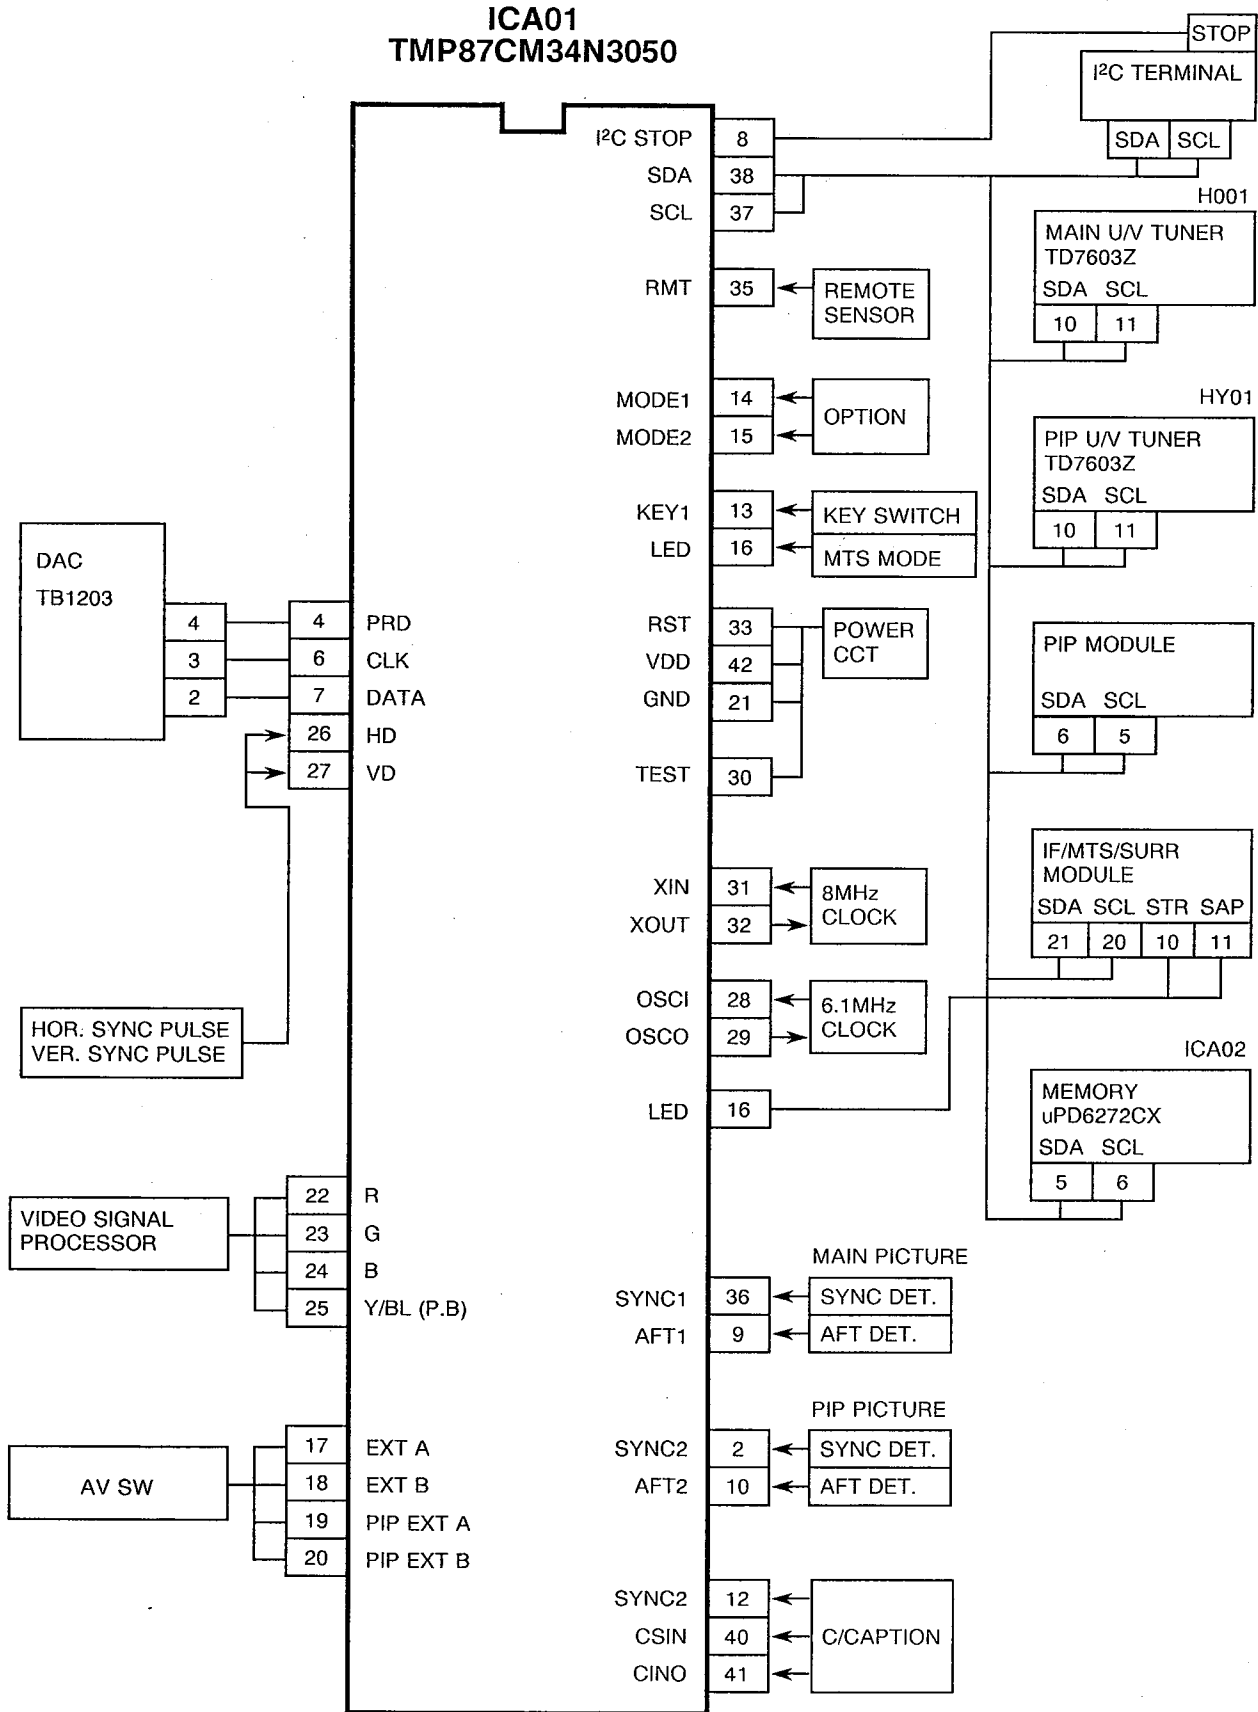 ICA01
TMP87CM34N3050
STOP
I²C TERMINAL
SDA SCL
I²C STOP 8
SDA 38
SCL 37
H001
MAIN U/V TUNER
TD7603Z
SDA SCL
10 11
RMT 35
REMOTE
SENSOR
MODE1 14
MODE2 15
OPTION
HY01
PIP U/V TUNER
TD7603Z
SDA SCL
10 11
KEY1 13 KEY SWITCH
LED 16 MTS MODE
DAC
TB1203
4 4 PRD
3 6 CLK
2 7 DATA
26 HD
27 VD
RST 33
VDD 42
GND 21
TEST 30
POWER
CCT
PIP MODULE
SDA SCL
6 5
XIN 31
XOUT 32
8MHz
CLOCK
IF/MTS/SURR
MODULE
SDA SCL STR SAP
21 20 10 11
OSCI 28
OSCO 29
6.1MHz
CLOCK
HOR. SYNC PULSE
VER. SYNC PULSE
LED 16
ICA02
MEMORY
uPD6272CX
SDA SCL
5 6
VIDEO SIGNAL
PROCESSOR
22 R
23 G
24 B
25 Y/BL (P.B)
MAIN PICTURE
SYNC1 36 SYNC DET.
AFT1 9 AFT DET.
PIP PICTURE
SYNC2 2 SYNC DET.
AFT2 10 AFT DET.
AV SW
17 EXT A
18 EXT B
19 PIP EXT A
20 PIP EXT B
SYNC2 12
CSIN 40
CINO 41
C/CAPTION